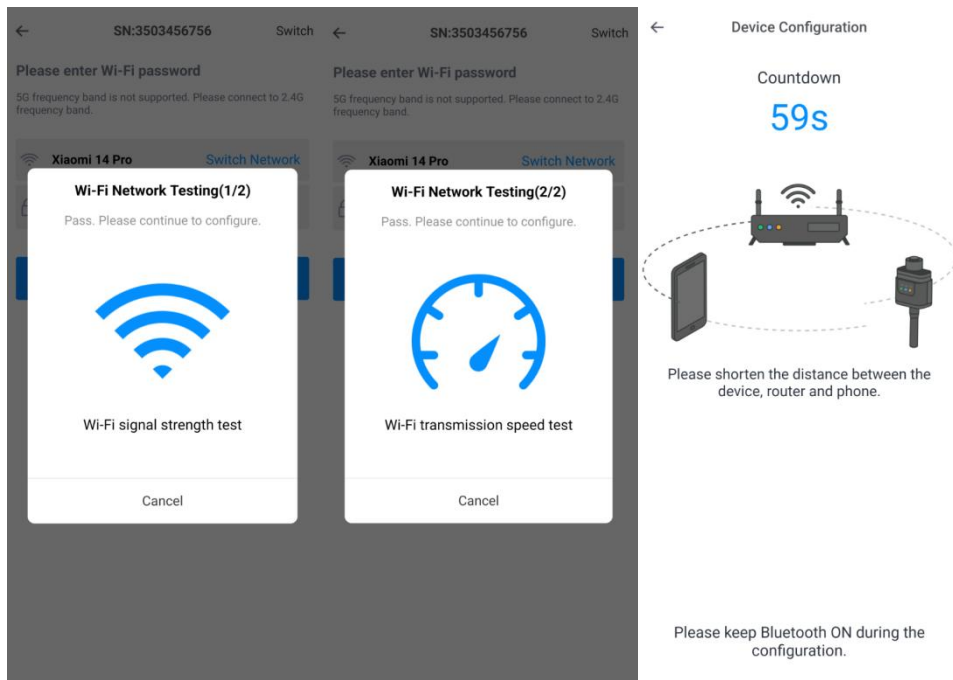 SN:3503456756
Switch
Please enter Wi-Fi password
5G frequency band is not supported. Please connect to 2.4G
frequency band.
Xiaomi 14 Pro
Switch Network
Wi-Fi Network Testing(1/2)
Pass. Please continue to configure.
Wi-Fi signal strength test
Cancel
SN:3503456756
Switch
Please enter Wi-Fi password
5G frequency band is not supported. Please connect to 2.4G
frequency band.
Xiaomi 14 Pro
Switch Network
Wi-Fi Network Testing(2/2)
Pass. Please continue to configure.
Wi-Fi transmission speed test
Cancel
Device Configuration
Countdown
59s
Please shorten the distance between the
device, router and phone.
Please keep Bluetooth ON during the
configuration.